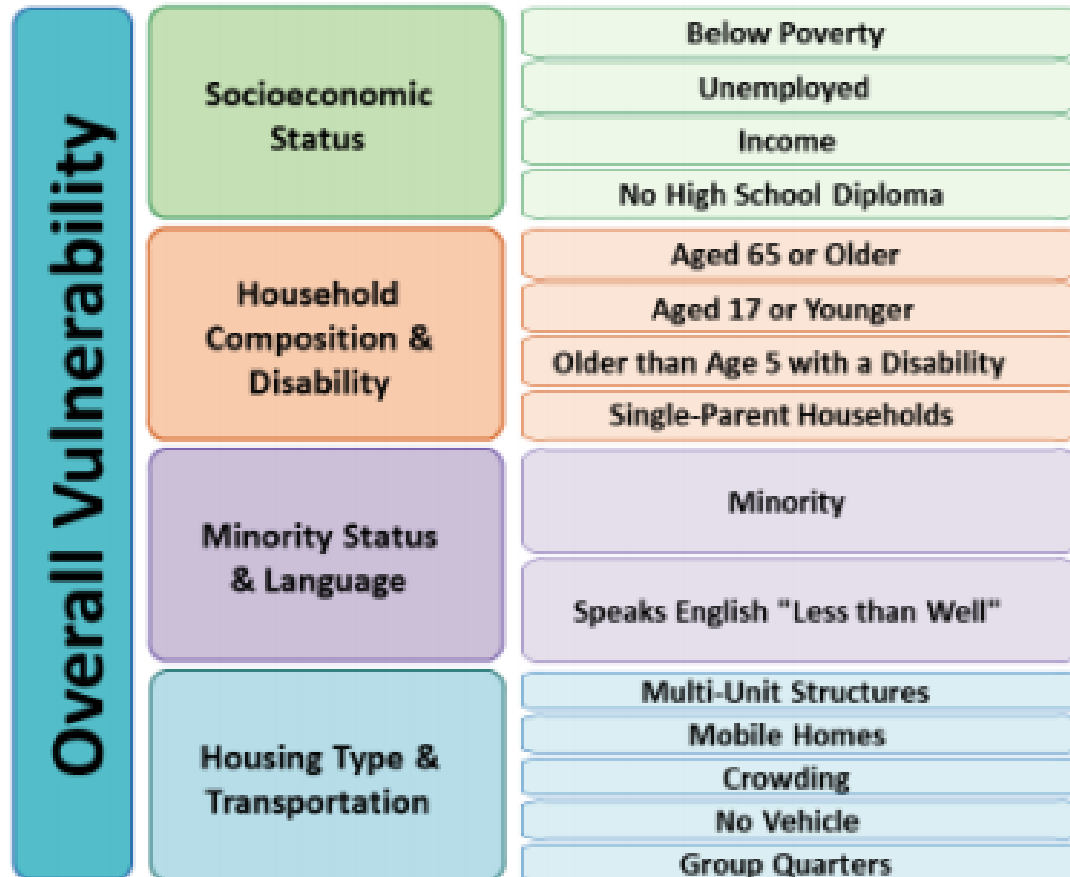 Overall Vulnerability
Socioeconomic
Status
Below Poverty
Unemployed
Income
No High School Diploma
Household
Composition &
Disability
Aged 65 or Older
Aged 17 or Younger
Older than Age 5 with a Disability
Single-Parent Households
Minority Status
& Language
Minority
Speaks English "Less than Well"
Housing Type &
Transportation
Multi-Unit Structures
Mobile Homes
Crowding
No Vehicle
Group Quarters